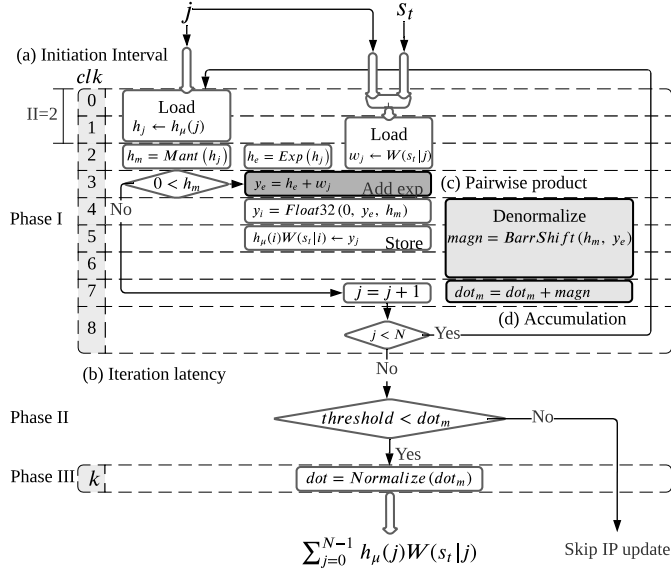 j
s_t
(a) Initiation Interval
clk
0
II=2
Load
h_j ← h_μ(j)
1
Load
w_j ← W(s_t|j)
2
h_m = Mant(h_j)
h_e = Exp(h_j)
3
0 < h_m
y_e = h_e + w_j
Add exp
(c) Pairwise product
No
Phase I
4
y_i = Float32(0, y_e, h_m)
Denormalize
magn = BarrShift(h_m, y_e)
5
h_μ(i)W(s_t|i) ← y_j
Store
6
7
j = j + 1
dot_m = dot_m + magn
(d) Accumulation
8
j < N
Yes
(b) Iteration latency
No
Phase II
threshold < dot_m
No
Yes
Phase III
k
dot = Normalize(dot_m)
∑_{j=0}^{N−1} h_μ(j)W(s_t|j)
Skip IP update